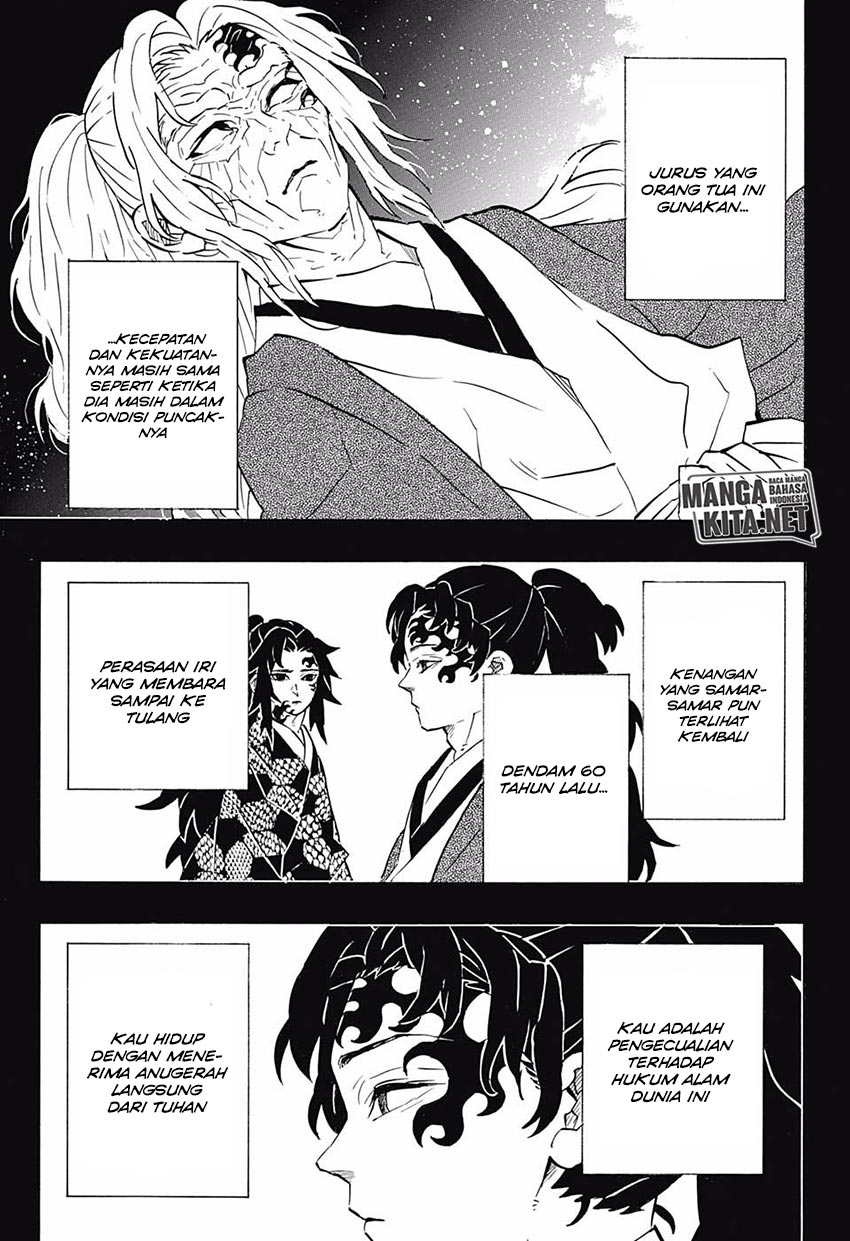 JURUS YANG
ORANG TUA INI
GUNAKAN...
...KECEPATAN
DAN KEKUATAN-
NYA MASIH SAMA
SEPERTI KETIKA
DIA MASIH DALAM
KONDISI PUNCAK-
NYA
MANGA
KITA.NET
BACA MANGA
BAHASA
INDONESIA
KENANGAN
YANG SAMAR-
SAMAR PUN
TERLIHAT
KEMBALI
DENDAM 60
TAHUN LALU...
PERASAAN IRI
YANG MEMBARA
SAMPAI KE
TULANG
KAU ADALAH
PENGECUALIAN
TERHADAP
HUKUM ALAM
DUNIA INI
KAU HIDUP
DENGAN MENE-
RIMA ANUGERAH
LANGSUNG
DARI TUHAN